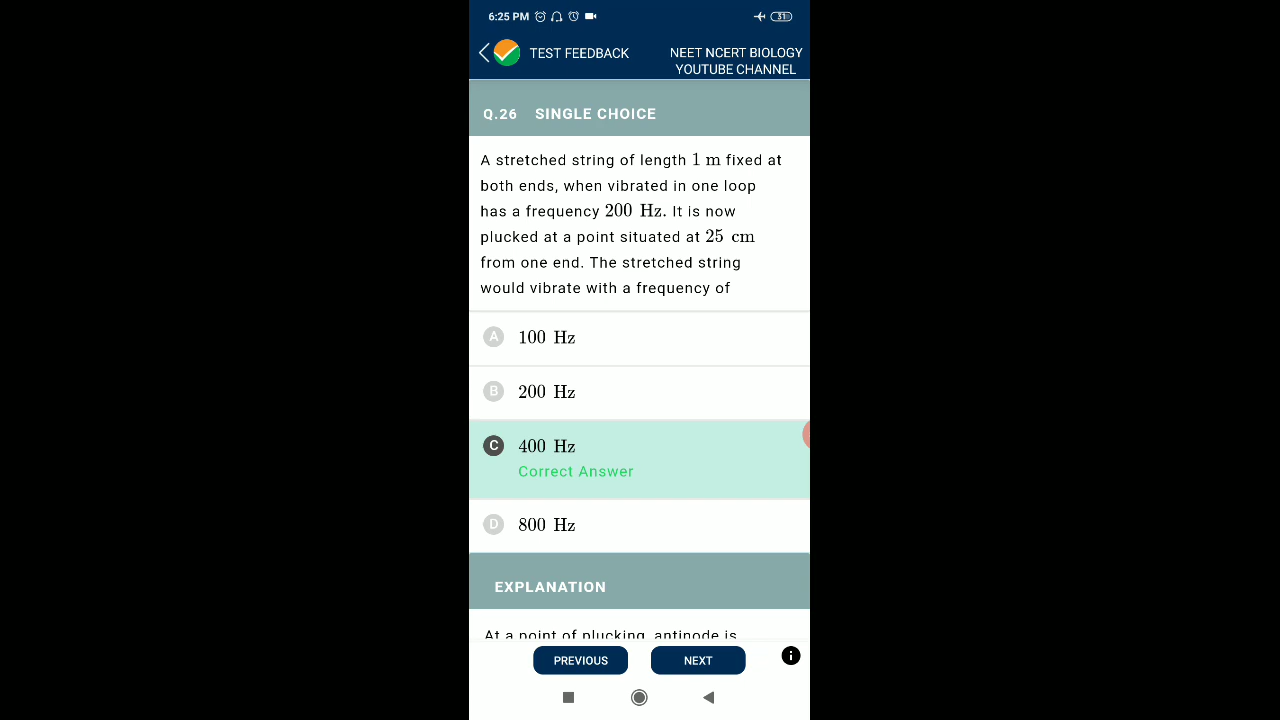 6:25 PM 31
TEST FEEDBACK
NEET NCERT BIOLOGY
YOUTUBE CHANNEL
Q.26 SINGLE CHOICE
A stretched string of length 1 m fixed at
both ends, when vibrated in one loop
has a frequency 200 Hz. It is now
plucked at a point situated at 25 cm
from one end. The stretched string
would vibrate with a frequency of
A 100 Hz
B 200 Hz
C 400 Hz
Correct Answer
D 800 Hz
EXPLANATION
At a point of plucking, antinode is
PREVIOUS NEXT